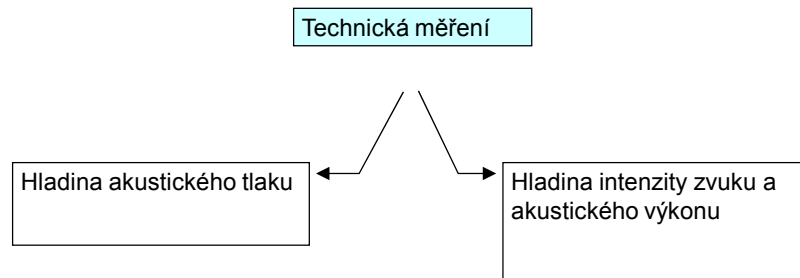 Technická měření
Hladina akustického tlaku
Hladina intenzity zvuku a
akustického výkonu